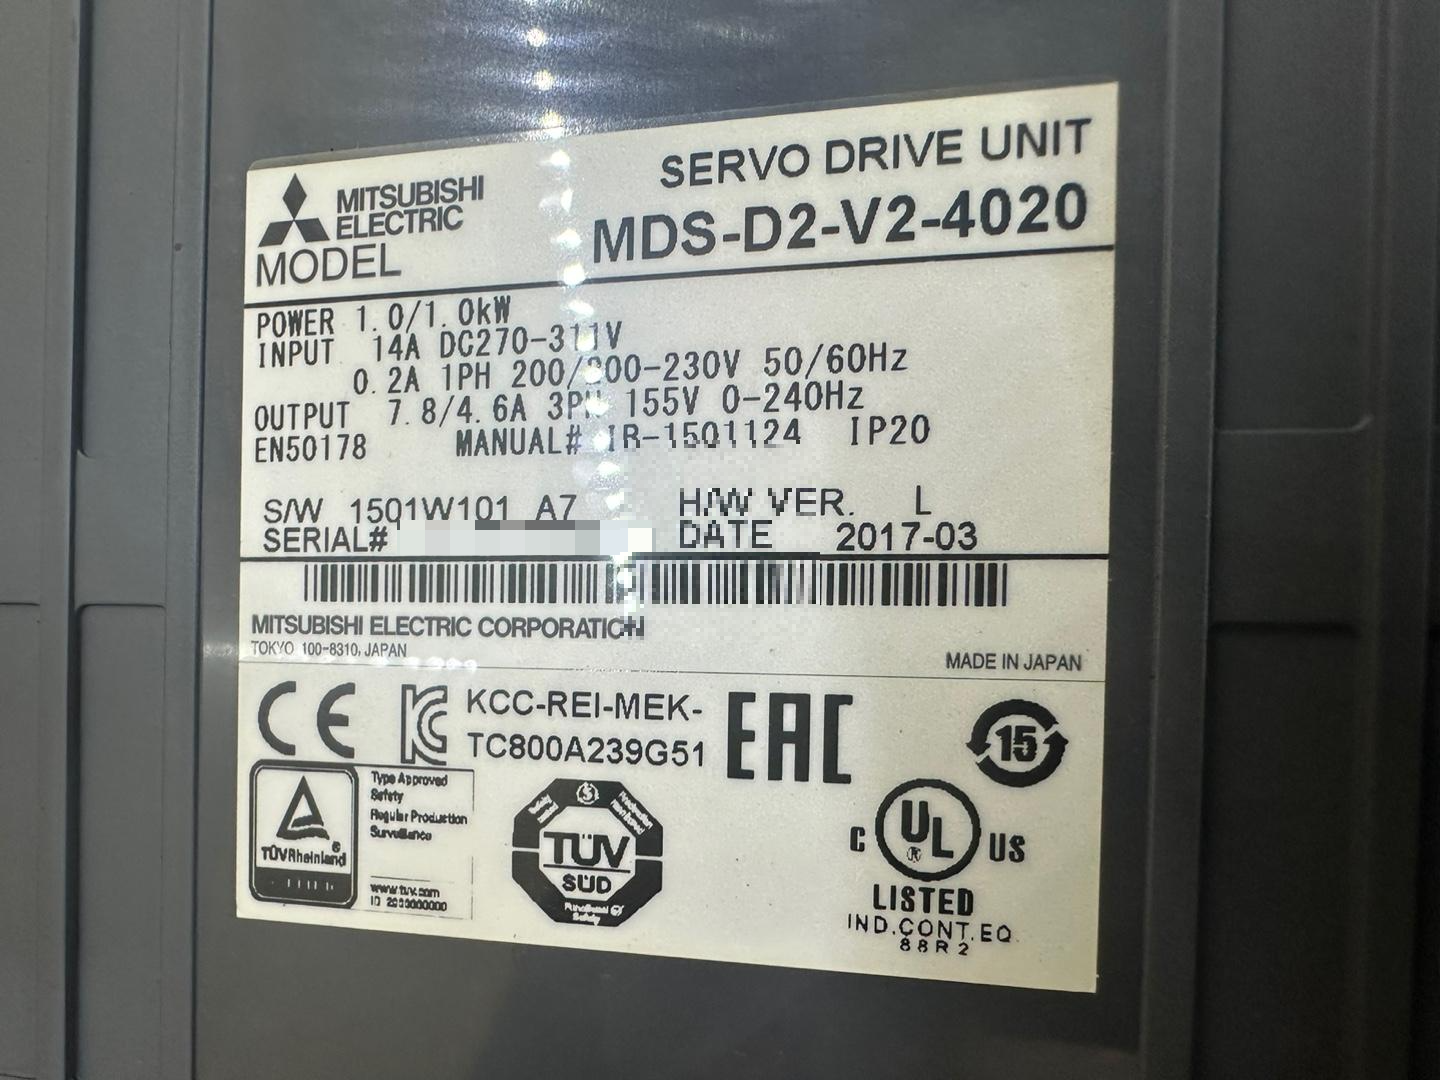 MITSUBISHI
ELECTRIC
SERVO DRIVE UNIT
MODEL MDS-D2-V2-4020
POWER 1.0/1.0kW
INPUT 14A DC270-311V
0.2A 1PH 200/200-230V 50/60Hz
OUTPUT 7.8/4.6A 3PH 155V 0-240Hz
EN50178 MANUAL# IB-1501124 IP20
S/W 1501W101 A7 H/W VER. L
SERIAL# DATE 2017-03
MITSUBISHI ELECTRIC CORPORATION
TOKYO 100-8310, JAPAN
MADE IN JAPAN
CE
KCC-REI-MEK-
TC800A239G51
EAC
15
Type Approved
Safety
Regular Production
Surveillance
TÜVRheinland®
www.tuv.com
TÜV
SÜD
Functional
Safety
C UL® US
LISTED
IND.CONT.EQ.
88R2